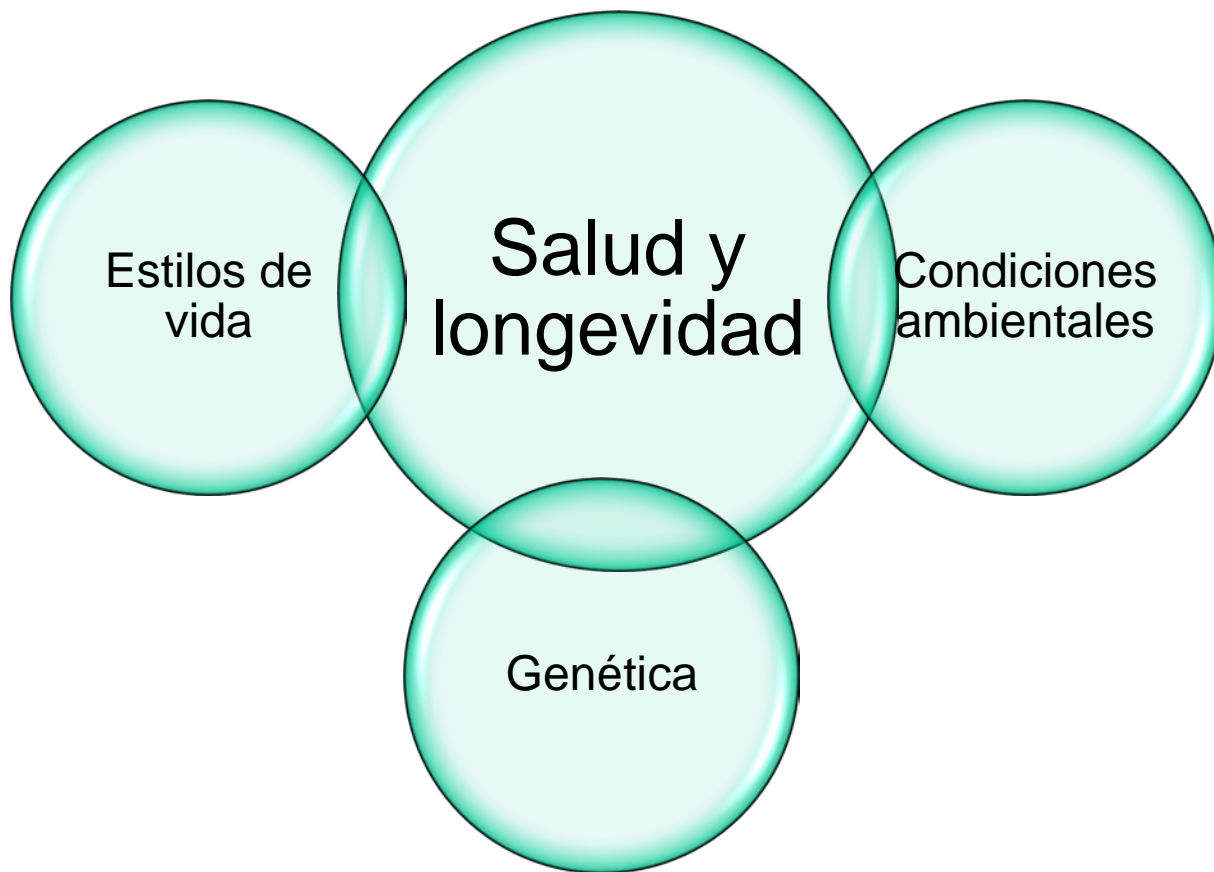 Salud y
longevidad
Estilos de
vida
Condiciones
ambientales
Genética